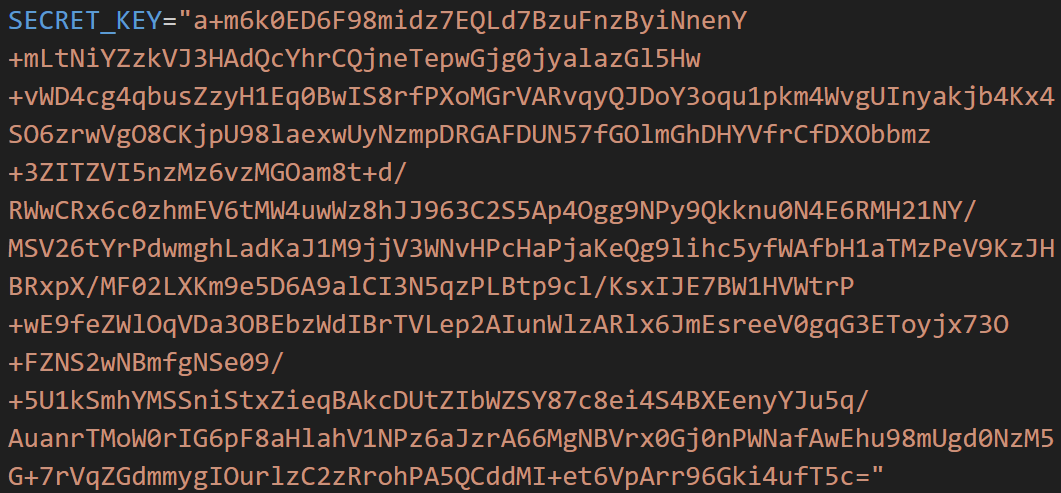 SECRET_KEY="a+m6k0ED6F98midz7EQLd7BzuFnzByiNnenY
+mLtNiYZzkVJ3HAdQcYhrCQjneTepwGjg0jyalazGl5Hw
+vWD4cg4qbusZzyH1Eq0BwIS8rfPXoMGrVARvqyQJDoY3oqu1pkm4WvgUInyakjb4Kx4
SO6zrwVgO8CKjpU98laexwUyNzmpDRGAFDUN57fGOlmGhDHYVfrCfDXObbmz
+3ZITZVI5nzMz6vzMGOam8t+d/
RWwCRx6c0zhmEV6tMW4uwWz8hJJ963C2S5Ap4Ogg9NPy9Qkknu0N4E6RMH21NY/
MSV26tYrPdwmghLadKaJ1M9jjV3WNvHPcHaPjaKeQg9lihc5yfWAfbH1aTMzPeV9KzJH
BRxpX/MF02LXKm9e5D6A9alCI3N5qzPLBtp9cl/KsxIJE7BW1HVWtrP
+wE9feZWlOqVDa3OBEbzWdIBrTVLep2AIunWlzARlx6JmEsreeV0gqG3EToyjx73O
+FZNS2wNBmfgNSe09/
+5U1kSmhYMSSniStxZieqBAkcDUtZIbWZSY87c8ei4S4BXEenyYJu5q/
AuanrTMoW0rIG6pF8aHlahV1NPz6aJzrA66MgNBVrx0Gj0nPWNafAwEhu98mUgd0NzM5
G+7rVqZGdmmygIOurlzC2zRrohPA5QCddMI+et6VpArr96Gki4ufT5c="